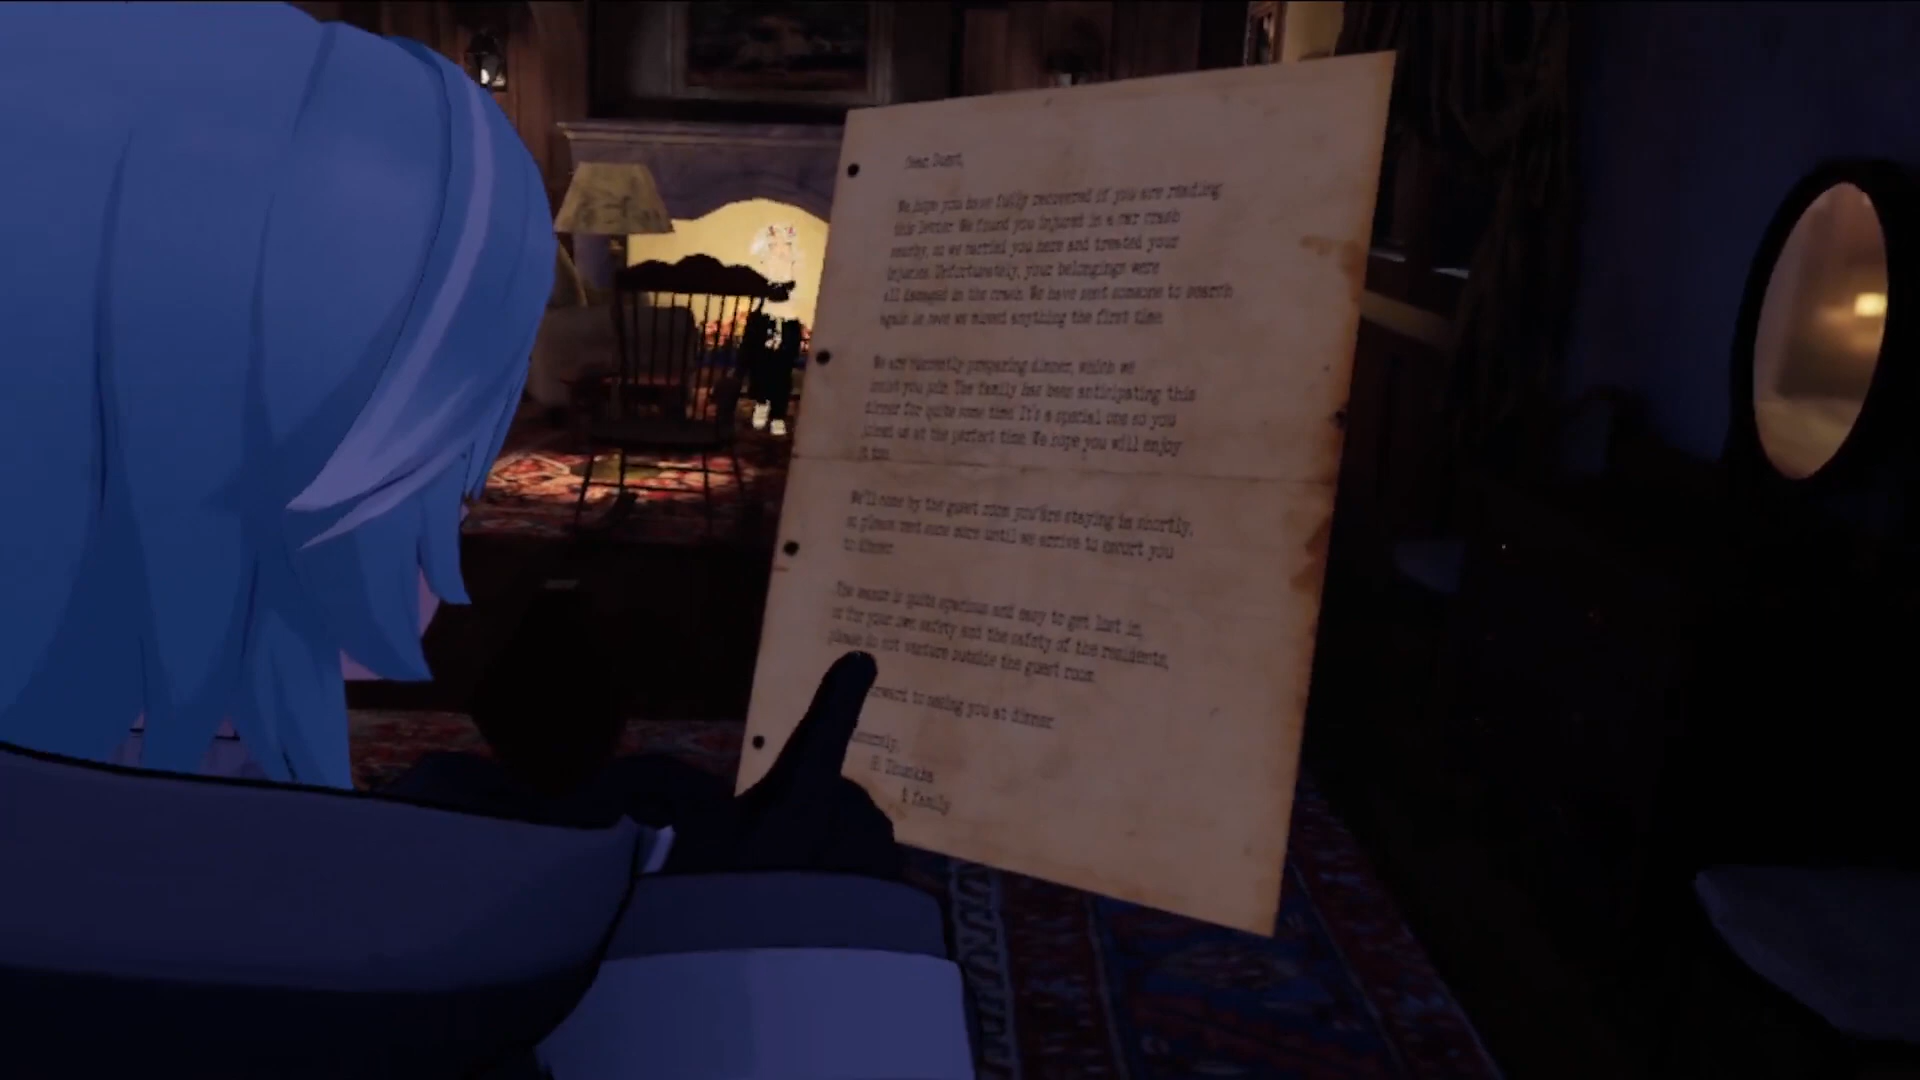 Dear Guest,
We hope you have fully recovered if you are reading
this letter. We found you injured in a car crash
nearby, so we carried you here and treated your
injuries. Unfortunately, your belongings were
all damaged in the crash. We have sent someone to search
again in case we missed anything the first time.
We are currently preparing dinner, which we
insist you join. The family has been anticipating this
dinner for quite some time. It's a special one so you
joined us at the perfect time. We hope you will enjoy
it too.
We'll come by the guest room you're staying in shortly,
so please rest some more until we arrive to escort you
to dinner.
The manor is quite spacious and easy to get lost in,
so for your own safety and the safety of the residents,
please do not venture outside the guest room.
forward to seeing you at dinner.
& family